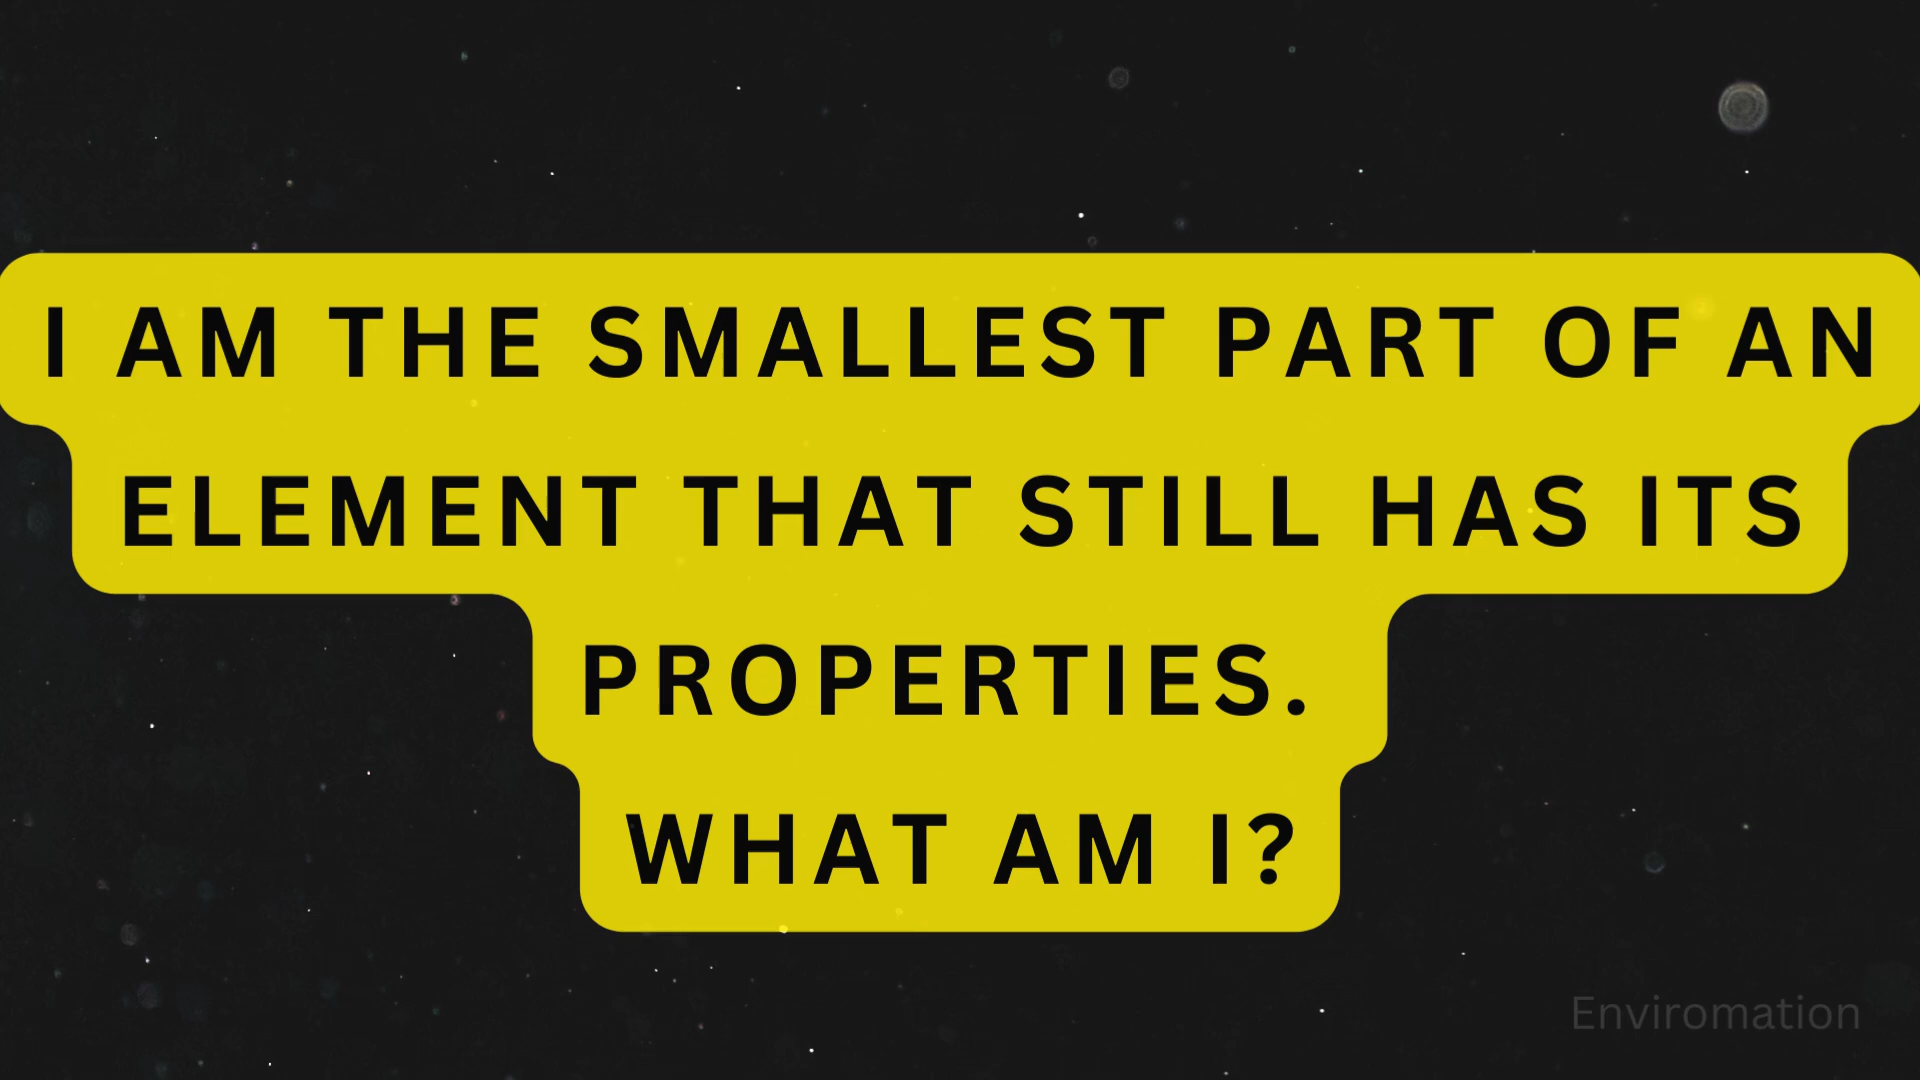 I AM THE SMALLEST PART OF AN
ELEMENT THAT STILL HAS ITS
PROPERTIES.
WHAT AM I?
Enviromation